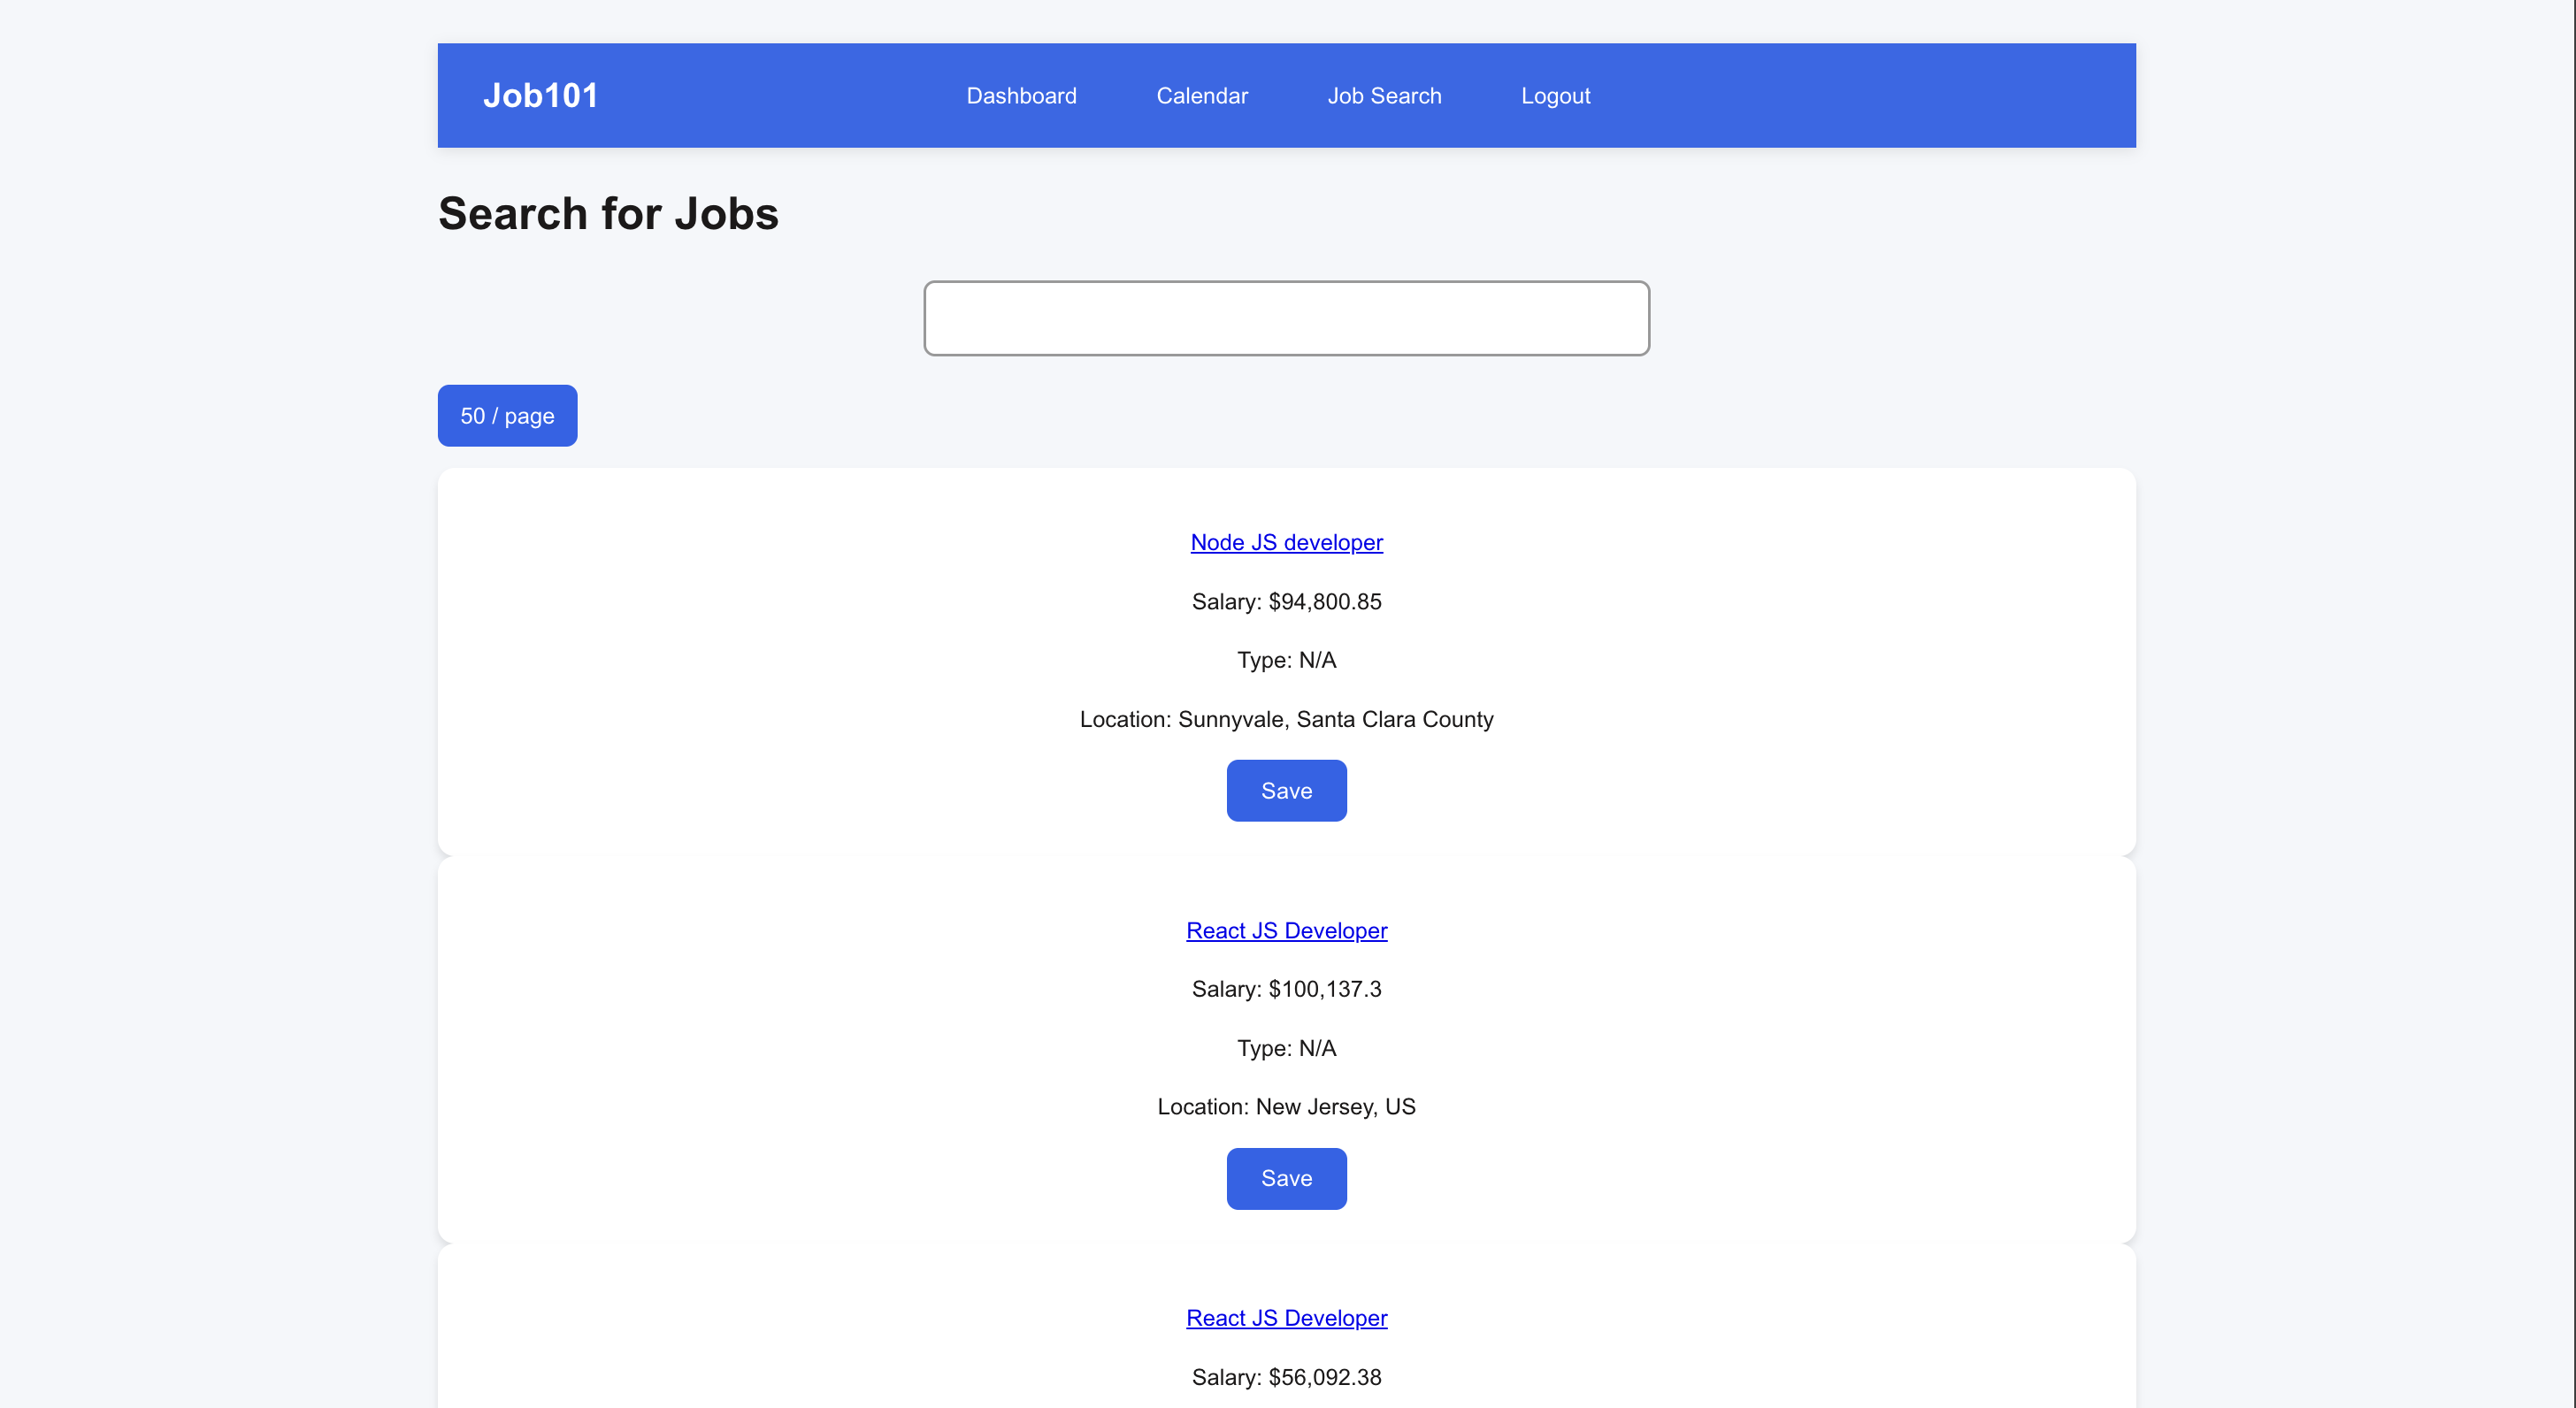 Job101
Dashboard
Calendar
Job Search
Logout
Search for Jobs
50 / page
Node JS developer
Salary: $94,800.85
Type: N/A
Location: Sunnyvale, Santa Clara County
Save
React JS Developer
Salary: $100,137.3
Type: N/A
Location: New Jersey, US
Save
React JS Developer
Salary: $56,092.38